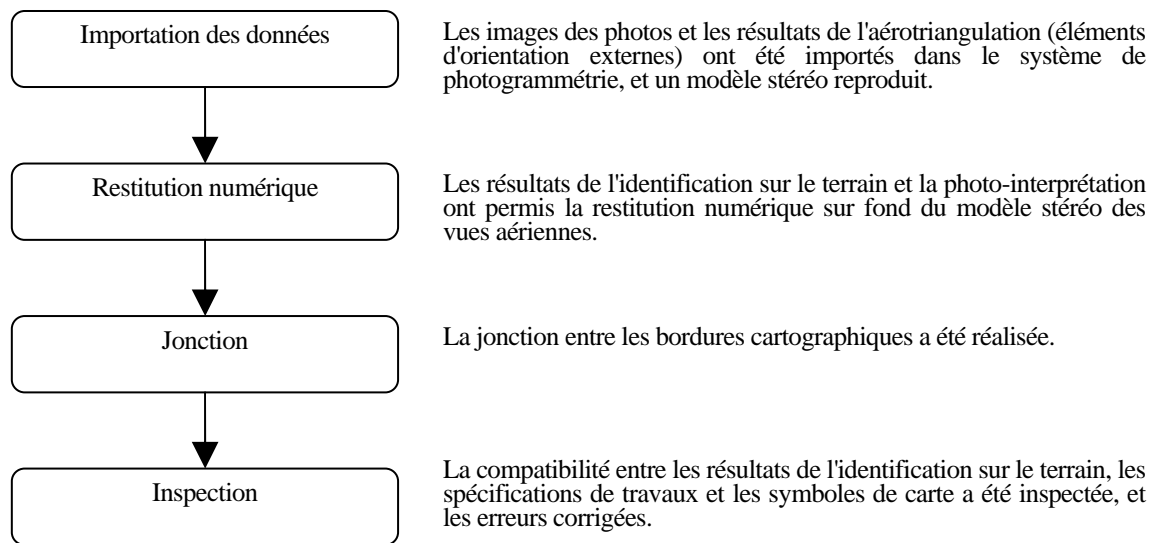 Importation des données
Les images des photos et les résultats de l'aérotriangulation (éléments
d'orientation externes) ont été importés dans le système de
photogrammétrie, et un modèle stéréo reproduit.
Restitution numérique
Les résultats de l'identification sur le terrain et la photo-interprétation
ont permis la restitution numérique sur fond du modèle stéréo des
vues aériennes.
Jonction
La jonction entre les bordures cartographiques a été réalisée.
Inspection
La compatibilité entre les résultats de l'identification sur le terrain, les
spécifications de travaux et les symboles de carte a été inspectée, et
les erreurs corrigées.